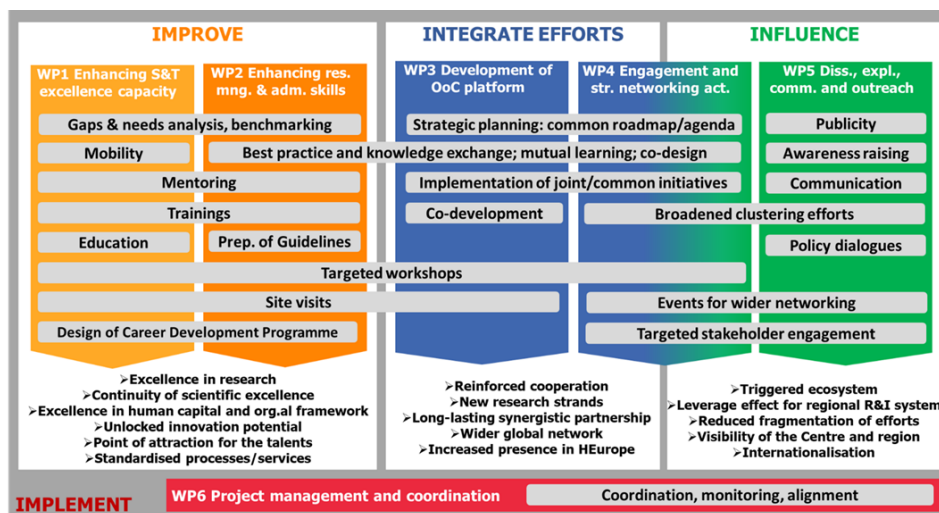 IMPROVE
INTEGRATE EFFORTS
INFLUENCE
WP1 Enhancing S&T
excellence capacity
WP2 Enhancing res.
mng. & adm. skills
WP3 Development of
OoC platform
WP4 Engagement and
str. networking act.
WP5 Diss., expl.,
comm. and outreach
Gaps & needs analysis, benchmarking
Strategic planning: common roadmap/agenda
Publicity
Mobility
Best practice and knowledge exchange; mutual learning; co-design
Awareness raising
Mentoring
Implementation of joint/common initiatives
Communication
Trainings
Co-development
Broadened clustering efforts
Education
Prep. of Guidelines
Policy dialogues
Targeted workshops
Site visits
Events for wider networking
Design of Career Development Programme
Targeted stakeholder engagement
➢Excellence in research
➢Continuity of scientific excellence
➢Excellence in human capital and org.al framework
➢Unlocked innovation potential
➢Point of attraction for the talents
➢Standardised processes/services
➢Reinforced cooperation
➢New research strands
➢Long-lasting synergistic partnership
➢Wider global network
➢Increased presence in HEurope
➢Triggered ecosystem
➢Leverage effect for regional R&I system
➢Reduced fragmentation of efforts
➢Visibility of the Centre and region
➢Internationalisation
IMPLEMENT
WP6 Project management and coordination
Coordination, monitoring, alignment